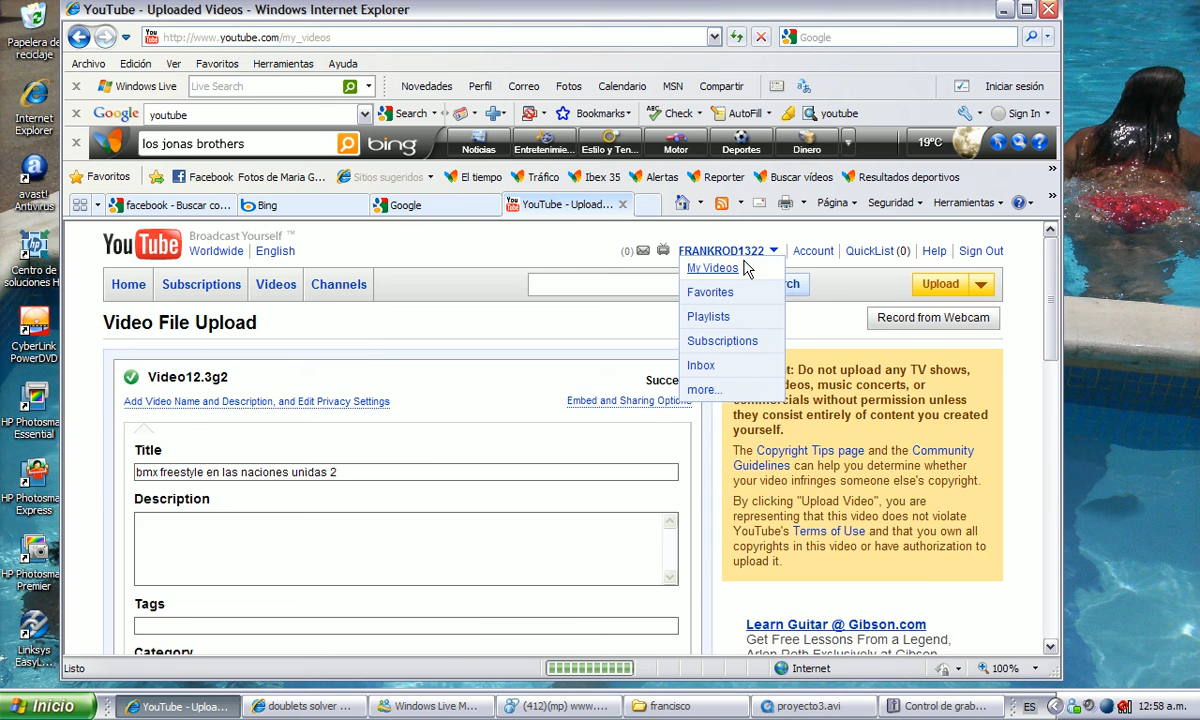 Papelera de
reciclaje
Internet
Explorer
avast!
Antivirus
Centro de
soluciones H
CyberLink
PowerDVD
HP Photosma
Essential
HP Photosma
Express
HP Photosma
Premier
Linksys
EasyL...
YouTube - Uploaded Videos - Windows Internet Explorer
http://www.youtube.com/my_videos
Google
Archivo Edición Ver Favoritos Herramientas Ayuda
Windows Live Live Search Novedades Perfil Correo Fotos Calendario MSN Compartir Iniciar sesión
Google youtube Search Bookmarks Check AutoFill youtube Sign In
los jonas brothers bing Noticias Entretenimie... Estilo y Ten... Motor Deportes Dinero 19ºC
Favoritos Facebook Fotos de Maria G... Sitios sugeridos El tiempo Tráfico Ibex 35 Alertas Reporter Buscar vídeos Resultados deportivos
facebook - Buscar co... Bing Google YouTube - Upload... Página Seguridad Herramientas
YouTube Broadcast Yourself ™
Worldwide English
(0) FRANKROD1322 Account QuickList (0) Help Sign Out
My Videos
Favorites
Playlists
Subscriptions
Inbox
more...
Home Subscriptions Videos Channels rch Upload
Video File Upload
Record from Webcam
Video12.3g2
Succe
Add Video Name and Description, and Edit Privacy Settings
Embed and Sharing Options
Title
bmx freestyle en las naciones unidas 2
Description
Tags
Category
t: Do not upload any TV shows,
deos, music concerts, or
commercials without permission unless
they consist entirely of content you created
yourself.
The Copyright Tips page and the Community
Guidelines can help you determine whether
your video infringes someone else's copyright.
By clicking "Upload Video", you are
representing that this video does not violate
YouTube's Terms of Use and that you own all
copyrights in this video or have authorization to
upload it.
Learn Guitar @ Gibson.com
Get Free Lessons From a Legend,
Arlen Roth Exclusively at Gibson
Listo Internet 100%
Inicio YouTube - Uploa... doublets solver ... Windows Live M... (412)(mp) www.... francisco proyecto3.avi Control de grab... ES 12:58 a.m.